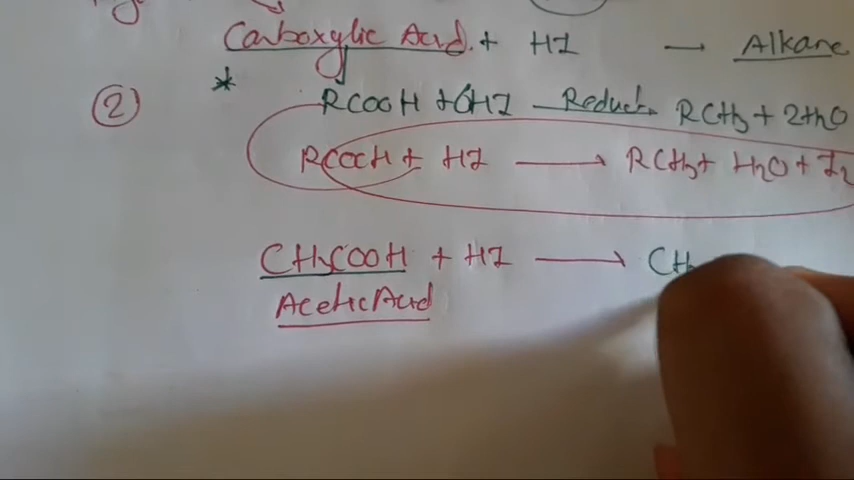 Carboxylic Acid + HI → Alkane
*
② RCOOH + 6HI Reductn RCH3 + 2H2O
RCOOH + HI → RCH3 + H2O + I2
CH3COOH + HI → CH
Acetic Acid